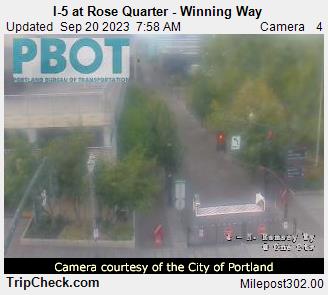 I-5 at Rose Quarter - Winning Way
Updated Sep 20 2023 7:58 AM Camera 4
PBOT
PORTLAND BUREAU OF TRANSPORTATION
Camera courtesy of the City of Portland
TripCheck.com Milepost302.00